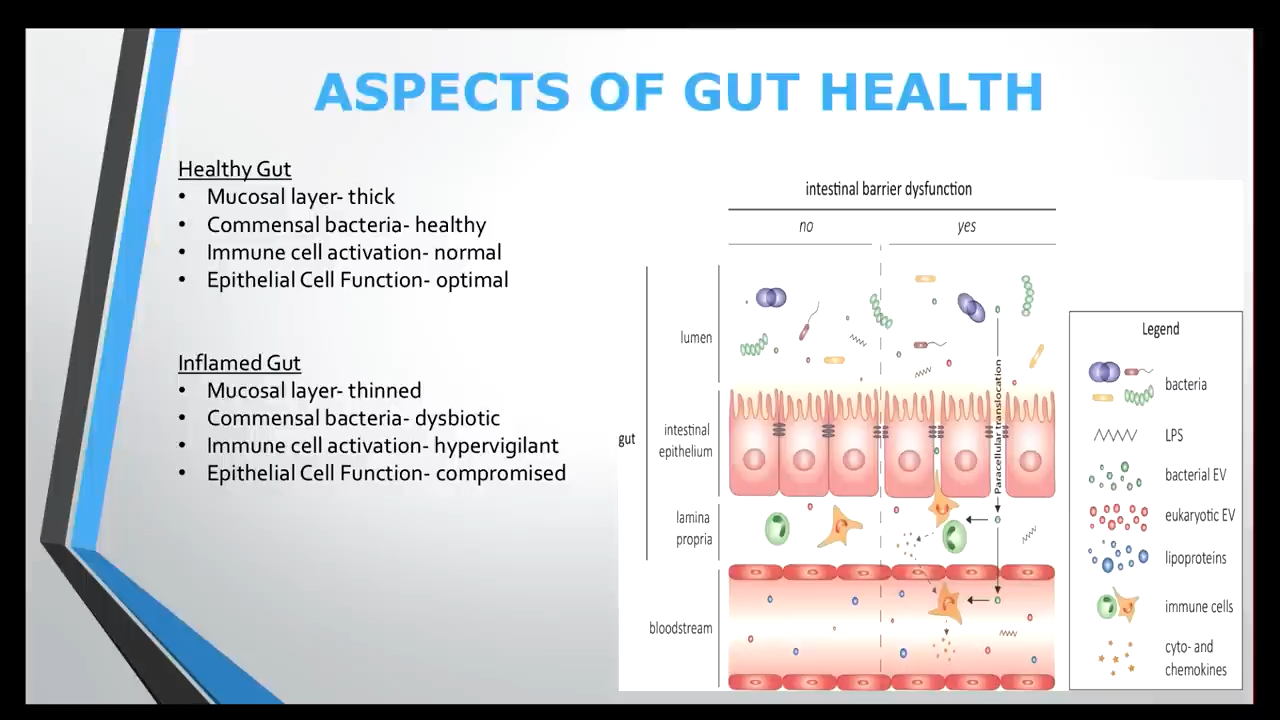 ASPECTS OF GUT HEALTH
Healthy Gut
• Mucosal layer- thick
• Commensal bacteria- healthy
• Immune cell activation- normal
• Epithelial Cell Function- optimal
Inflamed Gut
• Mucosal layer- thinned
• Commensal bacteria- dysbiotic
• Immune cell activation- hypervigilant
• Epithelial Cell Function- compromised
intestinal barrier dysfunction
no
yes
gut
lumen
intestinal
epithelium
lamina
propria
bloodstream
Paracellular translocation
Legend
bacteria
LPS
bacterial EV
eukaryotic EV
lipoproteins
immune cells
cyto- and
chemokines